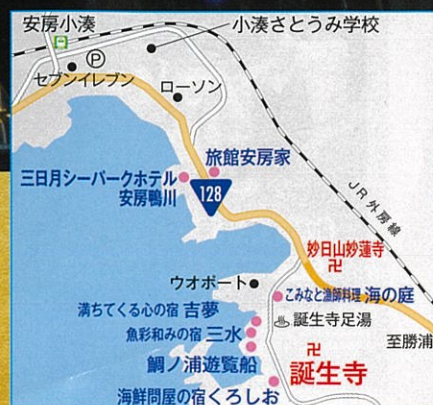 安房小湊
小湊さとうみ学校
P
セブンイレブン
ローソン
旅館安房家
三日月シーパークホテル
安房鴨川
128
JR外房線
妙日山妙蓮寺
卍
ウオポート
こみなと漁師料理 海の庭
満ちてくる心の宿 吉夢
誕生寺足湯
魚彩和みの宿 三水
至勝浦
鯛ノ浦遊覧船
卍
誕生寺
海鮮問屋の宿くろしお